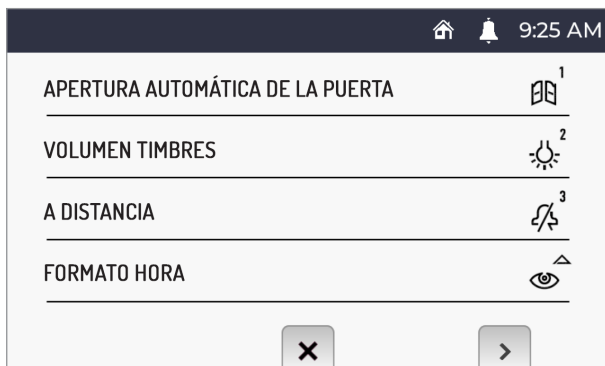 9:25 AM
APERTURA AUTOMÁTICA DE LA PUERTA 1
VOLUMEN TIMBRES 2
A DISTANCIA 3
FORMATO HORA